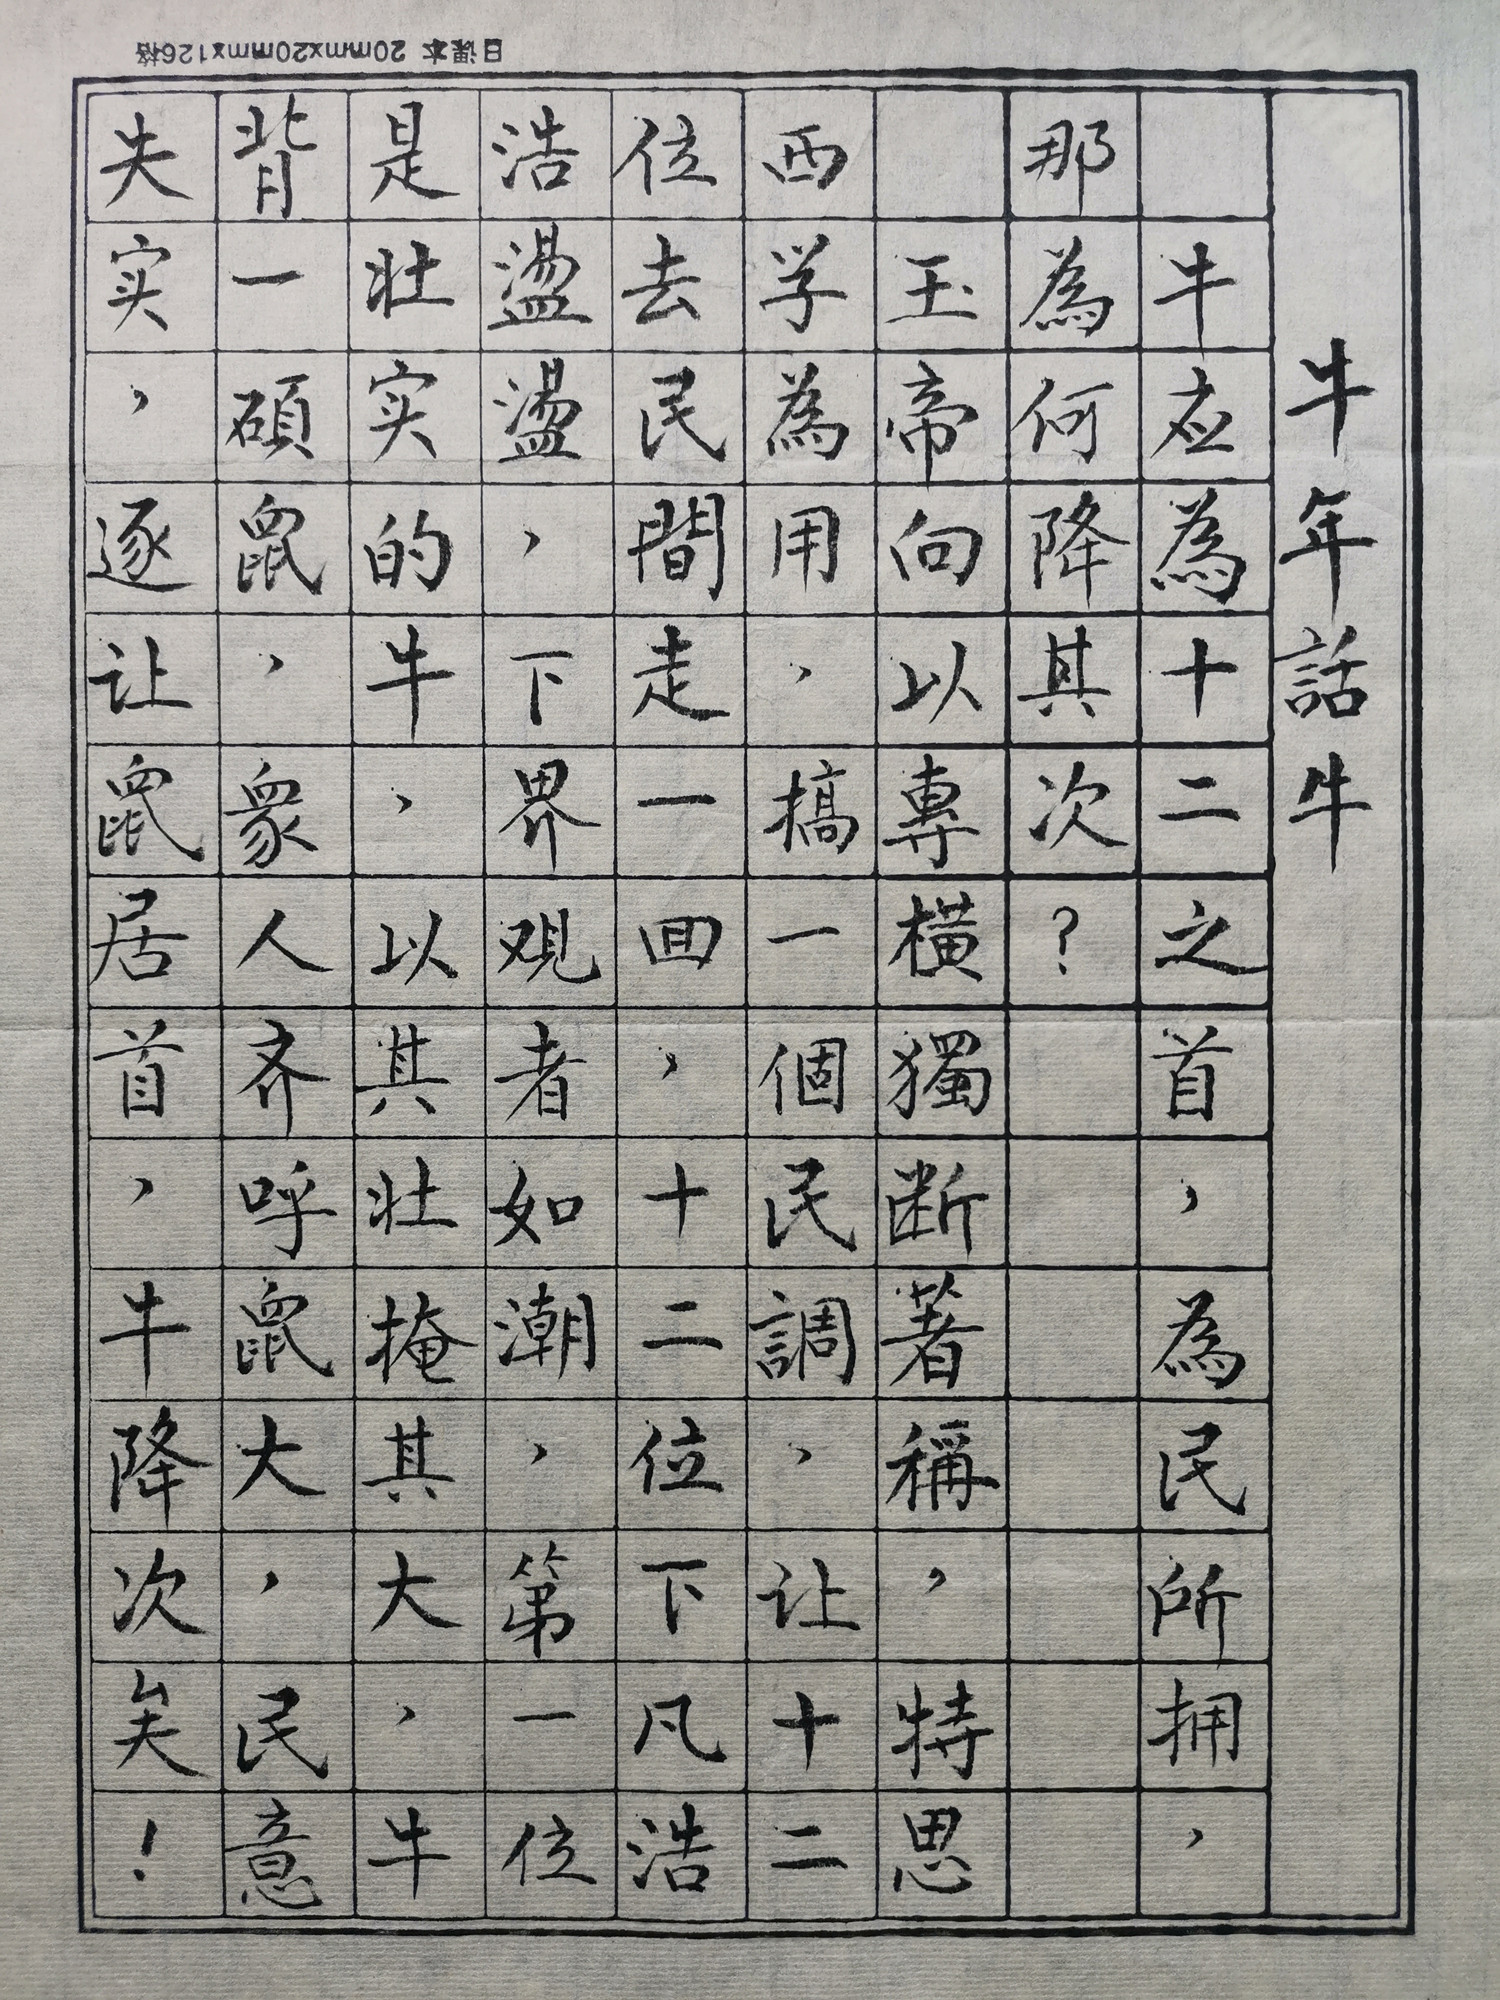 日课本 20mmx20mmx126格
牛年話牛
牛应為十二之首，為民所拥，
那為何降其次？
玉帝向以專橫獨断著稱，特思
西学為用，搞一個民調，让十二
位去民間走一回，十二位下凡浩
浩盪盪，下界观者如潮，第一位
是壮实的牛，以其壮掩其大，牛
背一碩鼠，众人齐呼鼠大，民意
失实，逐让鼠居首，牛降次矣！